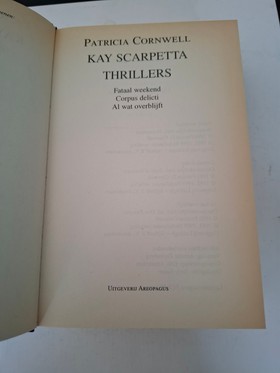 PATRICIA CORNWELL
KAY SCARPETTA
THRILLERS
Fataal weekend
Corpus delicti
Al wat overblijft
UITGEVERIJ AREOPAGUS